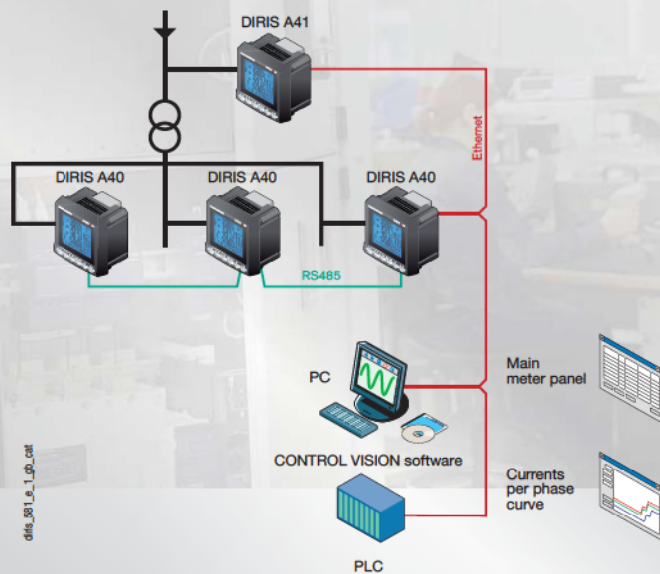 DIRIS A41
Ethernet
DIRIS A40
DIRIS A40
DIRIS A40
RS485
PC
Main
meter panel
CONTROL VISION software
Currents
per phase
curve
PLC
diris_581_e_1_gb_cat